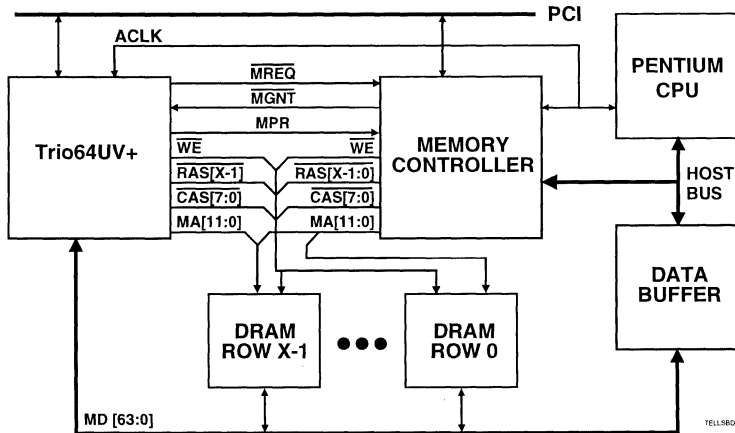 PCI
ACLK
MREQ
MGNT
MPR
WE
WE
RAS[X-1]
RAS[X-1:0]
CAS[7:0]
CAS[7:0]
MA[11:0]
MA[11:0]
Trio64UV+
MEMORY
CONTROLLER
PENTIUM
CPU
HOST
BUS
DATA
BUFFER
DRAM
ROW X-1
DRAM
ROW 0
MD [63:0]
TELLSBD